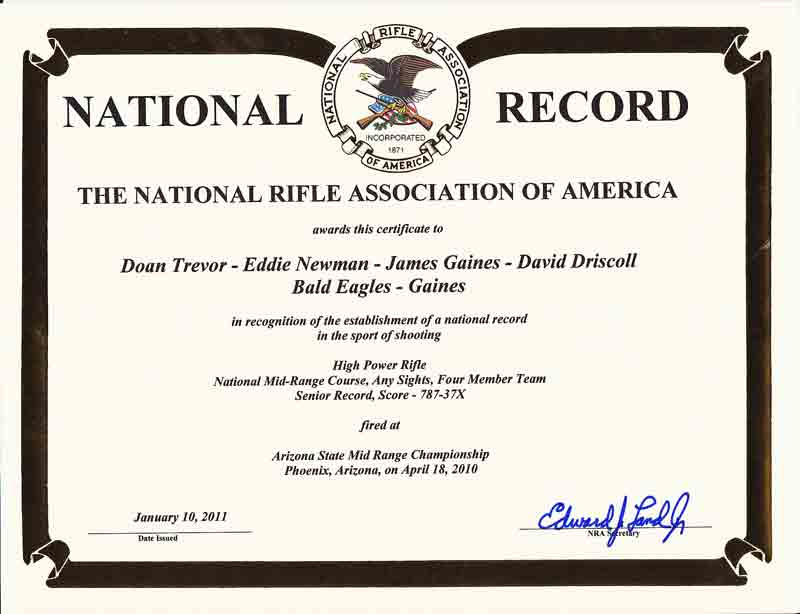 NATIONAL RIFLE ASSOCIATION
INCORPORATED
1871
OF AMERICA
NATIONAL RECORD
THE NATIONAL RIFLE ASSOCIATION OF AMERICA
awards this certificate to
Doan Trevor - Eddie Newman - James Gaines - David Driscoll
Bald Eagles - Gaines
in recognition of the establishment of a national record
in the sport of shooting
High Power Rifle
National Mid-Range Course, Any Sights, Four Member Team
Senior Record, Score - 787-37X
fired at
Arizona State Mid Range Championship
Phoenix, Arizona, on April 18, 2010
January 10, 2011
Date Issued
Edward J. Land Jr
NRA Secretary